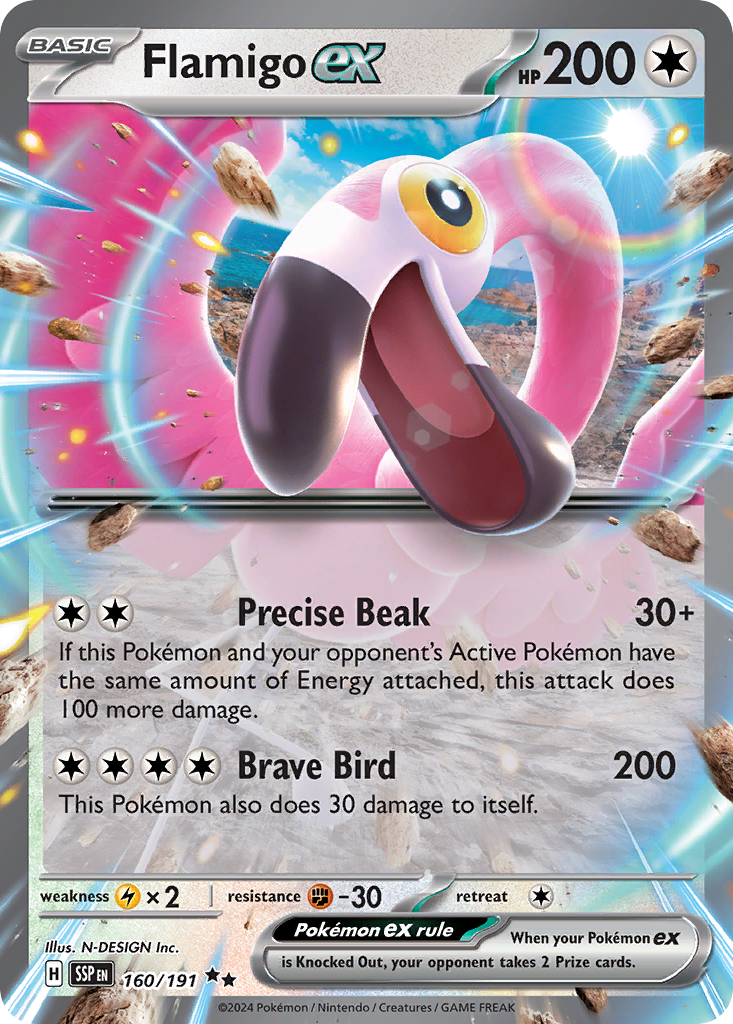 BASIC Flamigo ex HP 200
Precise Beak 30+
If this Pokémon and your opponent's Active Pokémon have
the same amount of Energy attached, this attack does
100 more damage.
Brave Bird 200
This Pokémon also does 30 damage to itself.
weakness ×2 resistance -30 retreat
Pokémon ex rule When your Pokémon ex
is Knocked Out, your opponent takes 2 Prize cards.
Illus. N-DESIGN Inc.
H SSP EN 160/191 ★★
©2024 Pokémon / Nintendo / Creatures / GAME FREAK